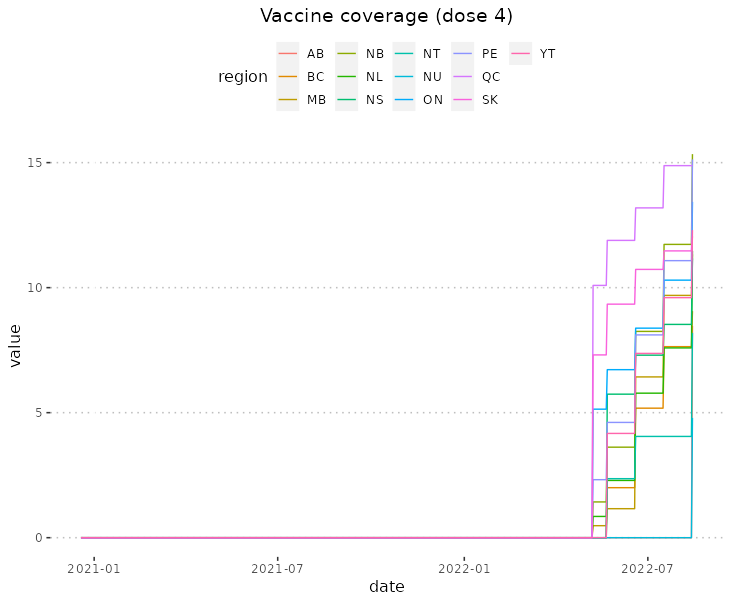 Vaccine coverage (dose 4)
region
AB NB NT PE YT
BC NL NU QC
MB NS ON SK
value
15
10
5
0
2021-01 2021-07 2022-01 2022-07
date